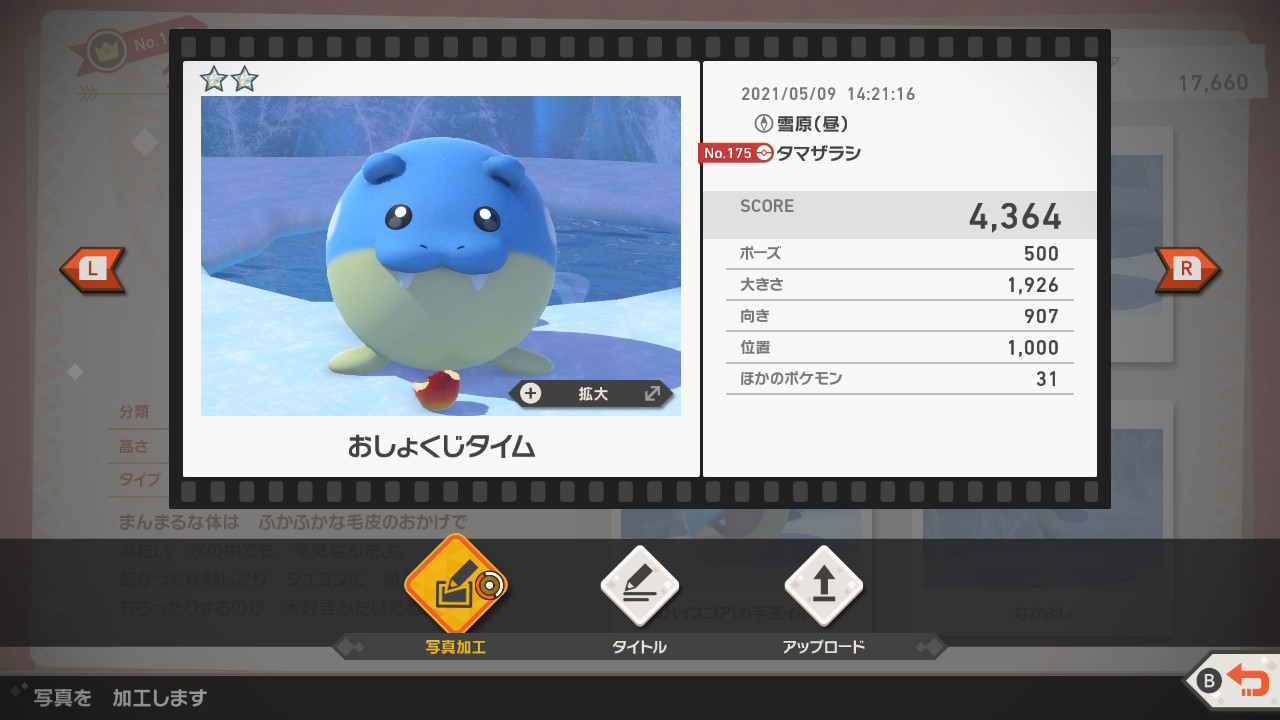 No.1
17,660
2021/05/09 14:21:16
雪原(昼)
No.175 タマザラシ
SCORE 4,364
ポーズ 500
大きさ 1,926
向き 907
位置 1,000
ほかのポケモン 31
L
R
+ 拡大
おしょくじタイム
分類
高さ
タイプ
まんまるな体は ふかふかな毛皮のおかげで
冷たい 氷の中でも 平気なんだよ。
転がって移動したり ジュゴンに
もらったりするのが 大好きみたいだ
ハイスコア(お手玉
なかよし
写真加工
タイトル
アップロード
写真を 加工します
B